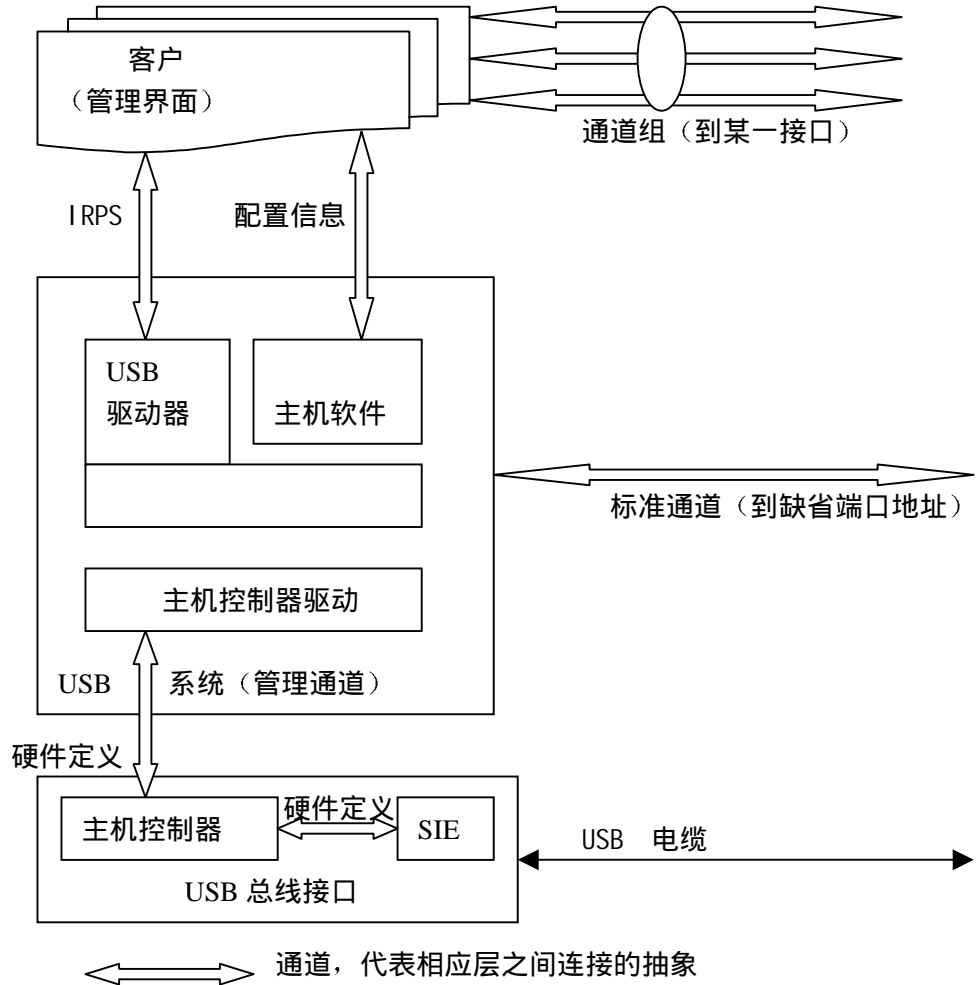 客户
（管理界面）
通道组（到某一接口）
IRPS
配置信息
USB
驱动器
主机软件
标准通道（到缺省端口地址）
主机控制器驱动
USB 系统（管理通道）
硬件定义
主机控制器
硬件定义
SIE
USB 电缆
USB 总线接口
通道，代表相应层之间连接的抽象